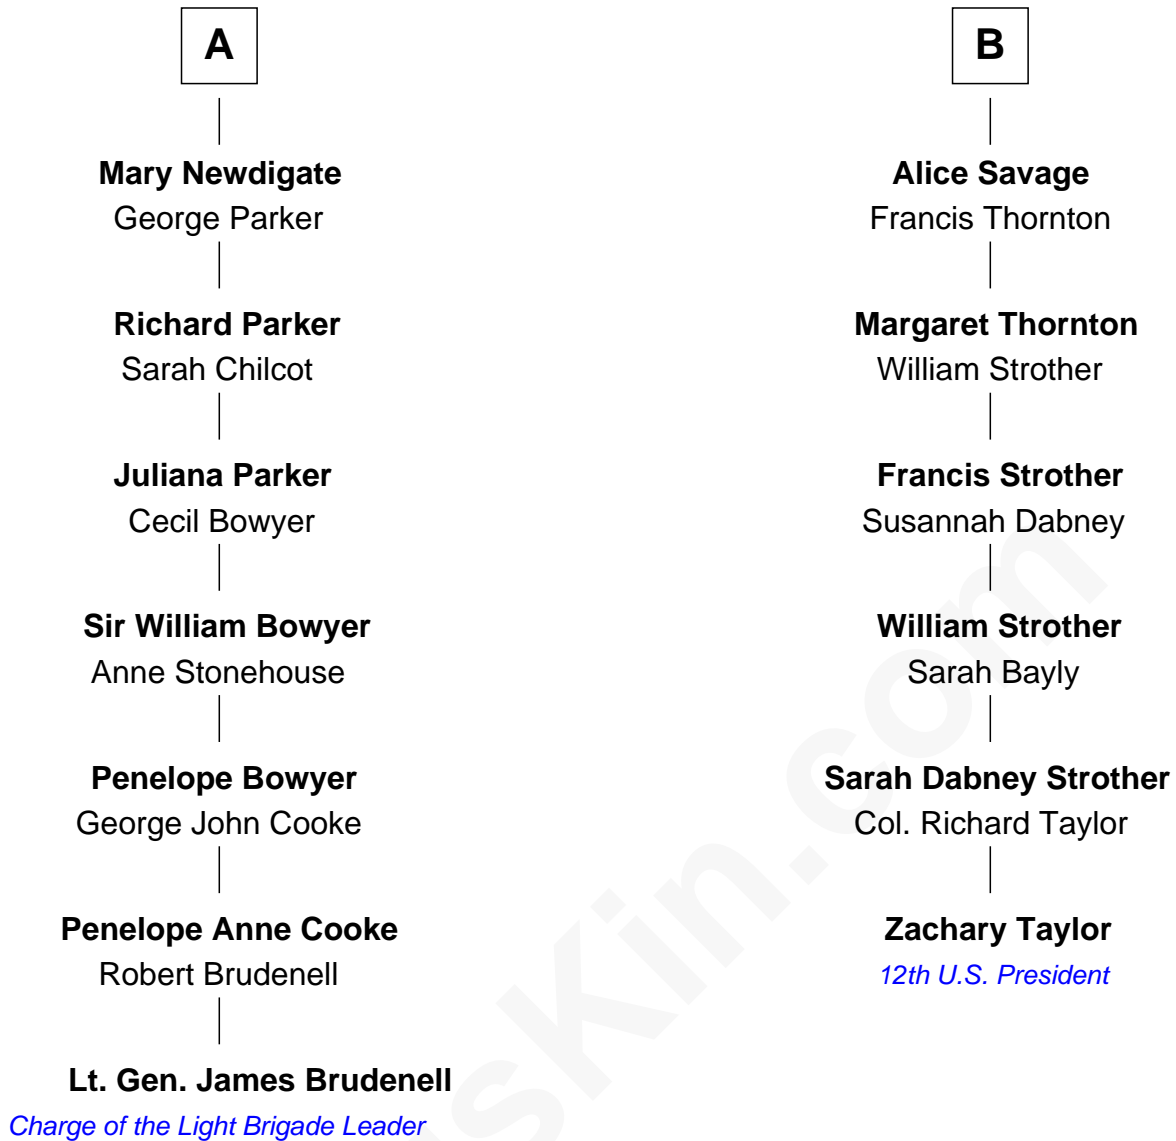 A
Mary Newdigate
George Parker
Richard Parker
Sarah Chilcot
Juliana Parker
Cecil Bowyer
Sir William Bowyer
Anne Stonehouse
Penelope Bowyer
George John Cooke
Penelope Anne Cooke
Robert Brudenell
Lt. Gen. James Brudenell
Charge of the Light Brigade Leader
B
Alice Savage
Francis Thornton
Margaret Thornton
William Strother
Francis Strother
Susannah Dabney
William Strother
Sarah Bayly
Sarah Dabney Strother
Col. Richard Taylor
Zachary Taylor
12th U.S. President